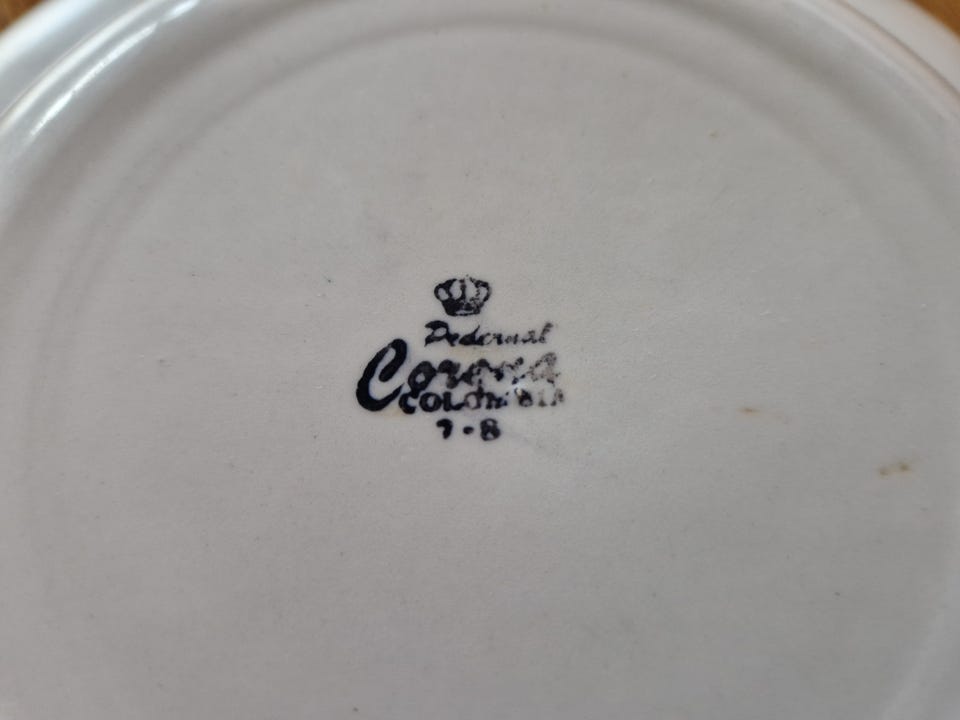 Pedernal
Corona
COLOMBIA
7-8